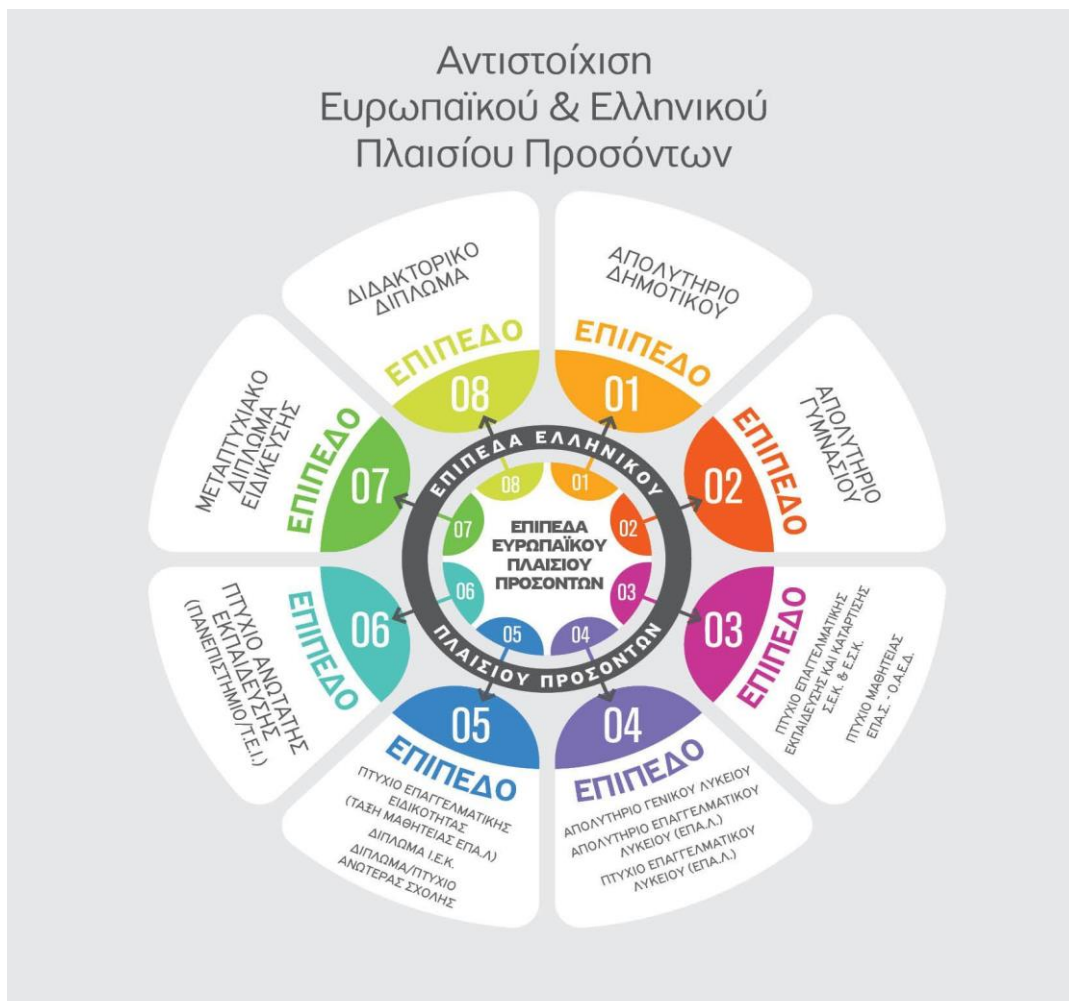 Αντιστοίχιση
Ευρωπαϊκού & Ελληνικού
Πλαισίου Προσόντων
ΑΠΟΛΥΤΗΡΙΟ
ΔΗΜΟΤΙΚΟΥ
ΕΠΙΠΕΔΟ
01
ΑΠΟΛΥΤΗΡΙΟ
ΓΥΜΝΑΣΙΟΥ
ΕΠΙΠΕΔΟ
02
ΕΠΙΠΕΔΟ
03
ΠΤΥΧΙΟ ΕΠΑΓΓΕΛΜΑΤΙΚΗΣ
ΕΚΠΑΙΔΕΥΣΗΣ ΚΑΙ ΚΑΤΑΡΤΙΣΗΣ
Σ.Ε.Κ. & Ε.Σ.Κ.
ΠΤΥΧΙΟ ΜΑΘΗΤΕΙΑΣ
ΕΠΑ.Σ. - Ο.Α.Ε.Δ.
04
ΕΠΙΠΕΔΟ
ΑΠΟΛΥΤΗΡΙΟ ΓΕΝΙΚΟΥ ΛΥΚΕΙΟΥ
ΑΠΟΛΥΤΗΡΙΟ ΕΠΑΓΓΕΛΜΑΤΙΚΟΥ
ΛΥΚΕΙΟΥ (ΕΠΑ.Λ.)
ΠΤΥΧΙΟ ΕΠΑΓΓΕΛΜΑΤΙΚΟΥ
ΛΥΚΕΙΟΥ (ΕΠΑ.Λ.)
05
ΕΠΙΠΕΔΟ
ΠΤΥΧΙΟ ΕΠΑΓΓΕΛΜΑΤΙΚΗΣ
ΕΙΔΙΚΟΤΗΤΑΣ
(ΤΑΞΗ ΜΑΘΗΤΕΙΑΣ ΕΠΑ.Λ)
ΔΙΠΛΩΜΑ Ι.Ε.Κ.
ΔΙΠΛΩΜΑ/ΠΤΥΧΙΟ
ΑΝΩΤΕΡΑΣ ΣΧΟΛΗΣ
06
ΕΠΙΠΕΔΟ
ΠΤΥΧΙΟ ΑΝΩΤΑΤΗΣ
ΕΚΠΑΙΔΕΥΣΗΣ
(ΠΑΝΕΠΙΣΤΗΜΙΟ/Τ.Ε.Ι.)
ΜΕΤΑΠΤΥΧΙΑΚΟ
ΔΙΠΛΩΜΑ
ΕΙΔΙΚΕΥΣΗΣ
ΕΠΙΠΕΔΟ
07
ΔΙΔΑΚΤΟΡΙΚΟ
ΔΙΠΛΩΜΑ
ΕΠΙΠΕΔΟ
08
ΕΠΙΠΕΔΑ ΕΛΛΗΝΙΚΟΥ
ΠΛΑΙΣΙΟΥ ΠΡΟΣΟΝΤΩΝ
01
02
03
04
05
06
07
08
ΕΠΙΠΕΔΑ
ΕΥΡΩΠΑΪΚΟΥ
ΠΛΑΙΣΙΟΥ
ΠΡΟΣΟΝΤΩΝ